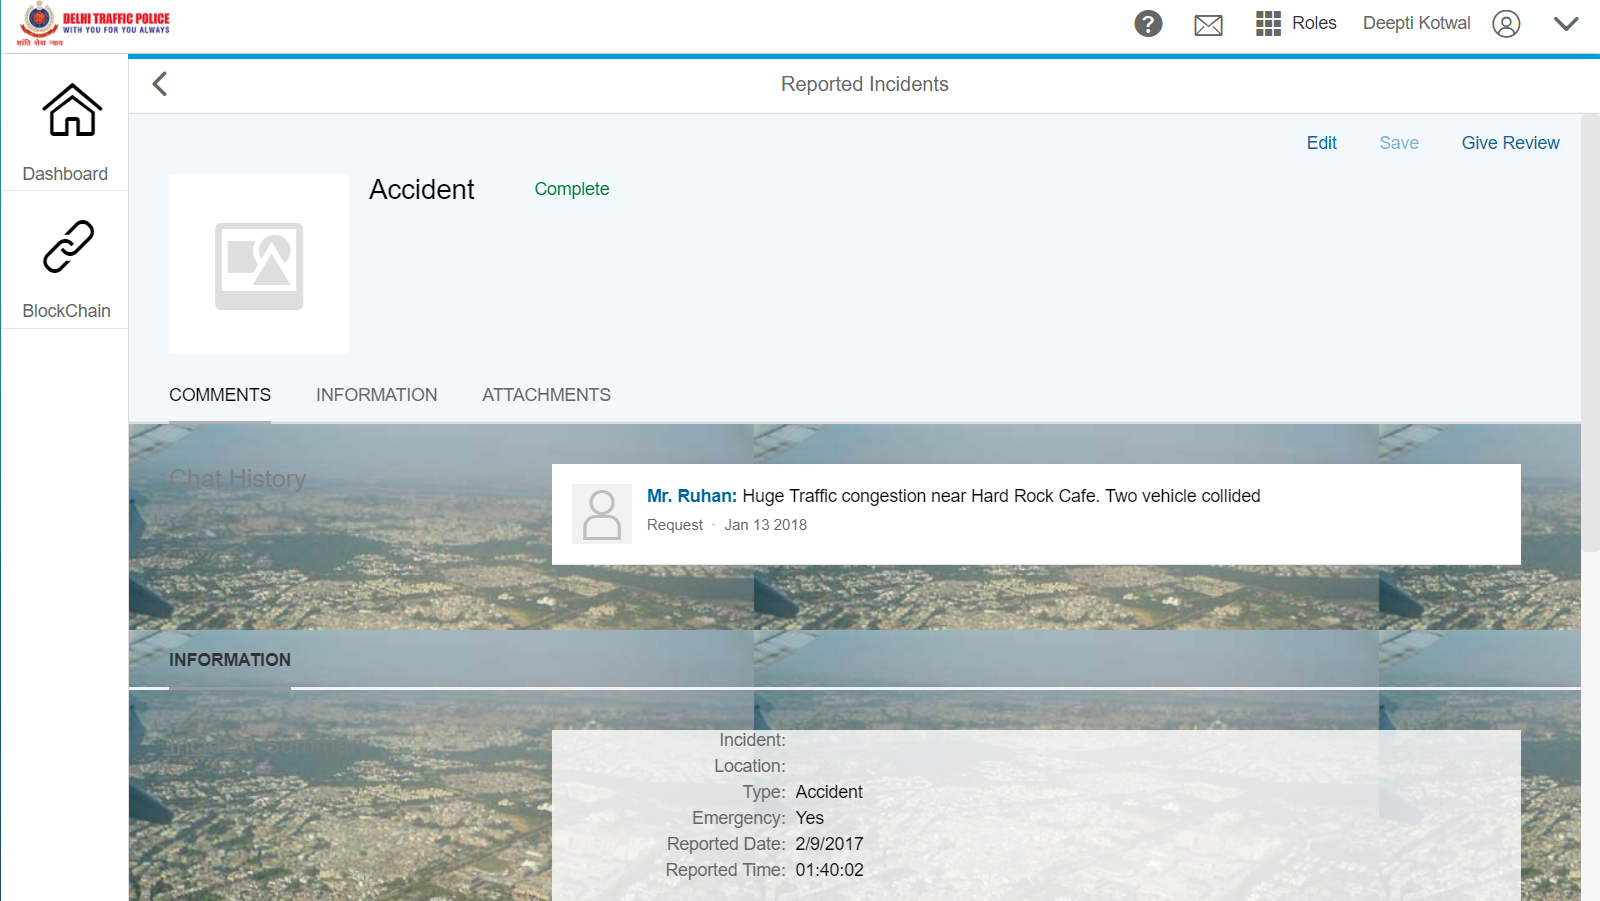 DELHI TRAFFIC POLICE
WITH YOU FOR YOU ALWAYS
शांति सेवा न्याय
Roles
Deepti Kotwal
Reported Incidents
Dashboard
BlockChain
Edit
Save
Give Review
Accident
Complete
COMMENTS
INFORMATION
ATTACHMENTS
Chat History
Mr. Ruhan: Huge Traffic congestion near Hard Rock Cafe. Two vehicle collided
Request · Jan 13 2018
INFORMATION
Incident Summary
Incident:
Location:
Type: Accident
Emergency: Yes
Reported Date: 2/9/2017
Reported Time: 01:40:02